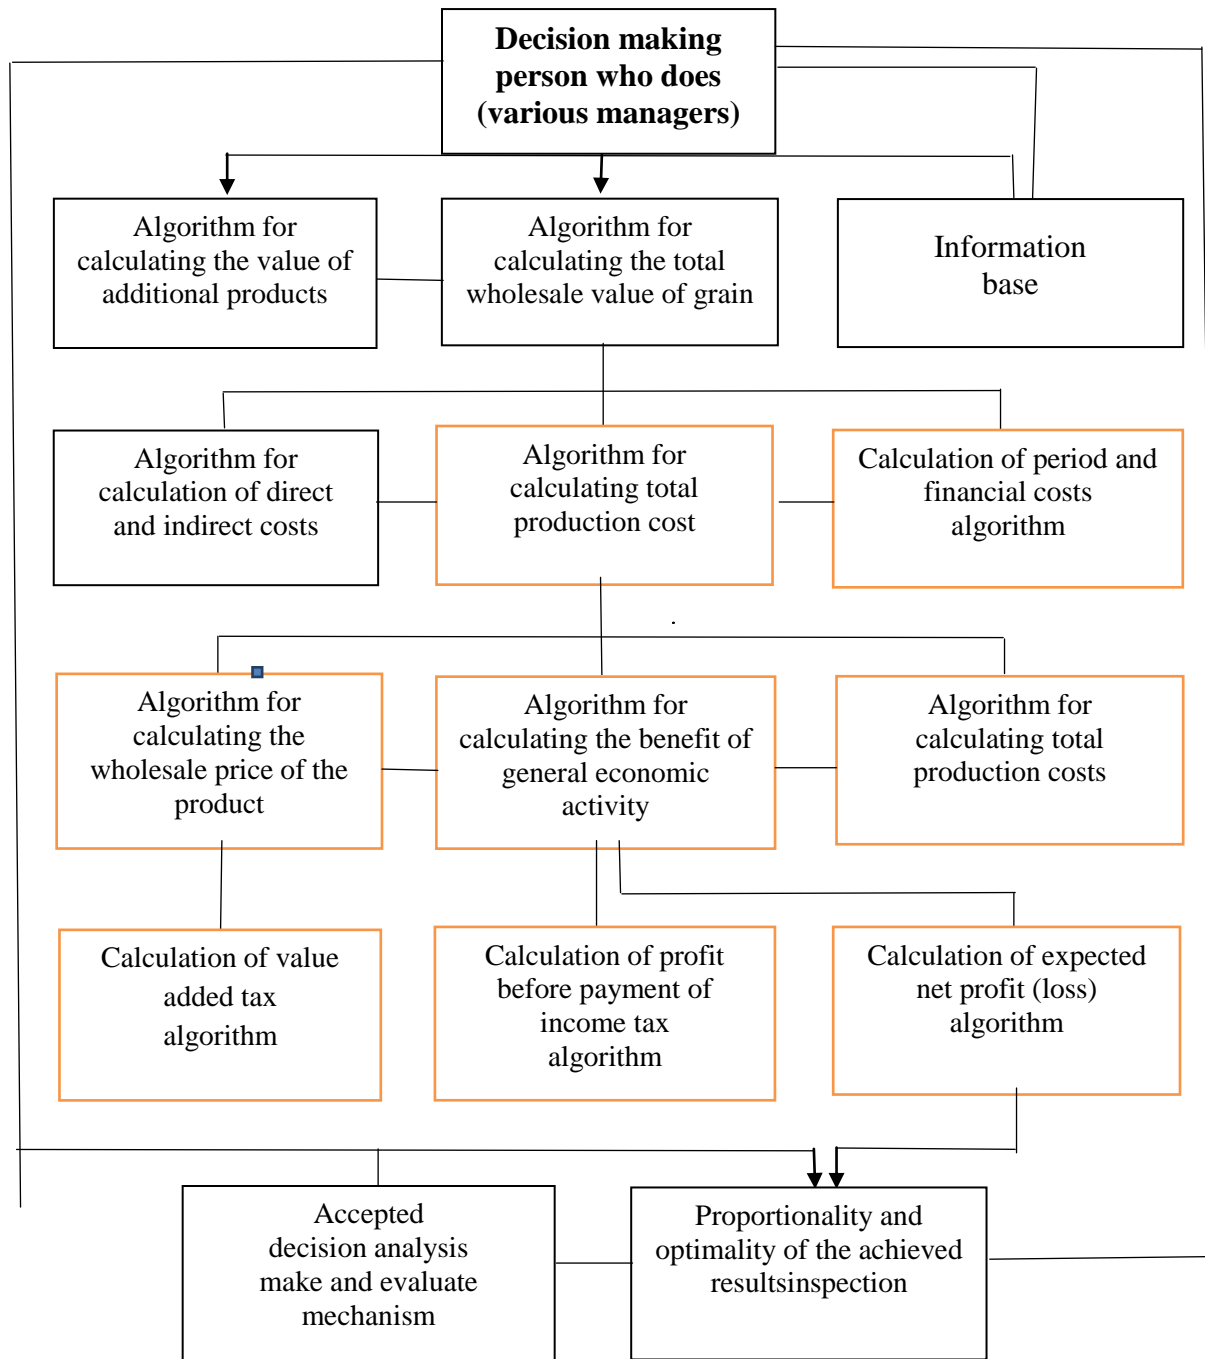 Decision making
person who does
(various managers)
Algorithm for
calculating the value of
additional products
Algorithm for
calculating the total
wholesale value of grain
Information
base
Algorithm for
calculation of direct
and indirect costs
Algorithm for
calculating total
production cost
Calculation of period and
financial costs
algorithm
Algorithm for
calculating the
wholesale price of the
product
Algorithm for
calculating the benefit of
general economic
activity
Algorithm for
calculating total
production costs
Calculation of value
added tax
algorithm
Calculation of profit
before payment of
income tax
algorithm
Calculation of expected
net profit (loss)
algorithm
Accepted
decision analysis
make and evaluate
mechanism
Proportionality and
optimality of the achieved
resultsinspection